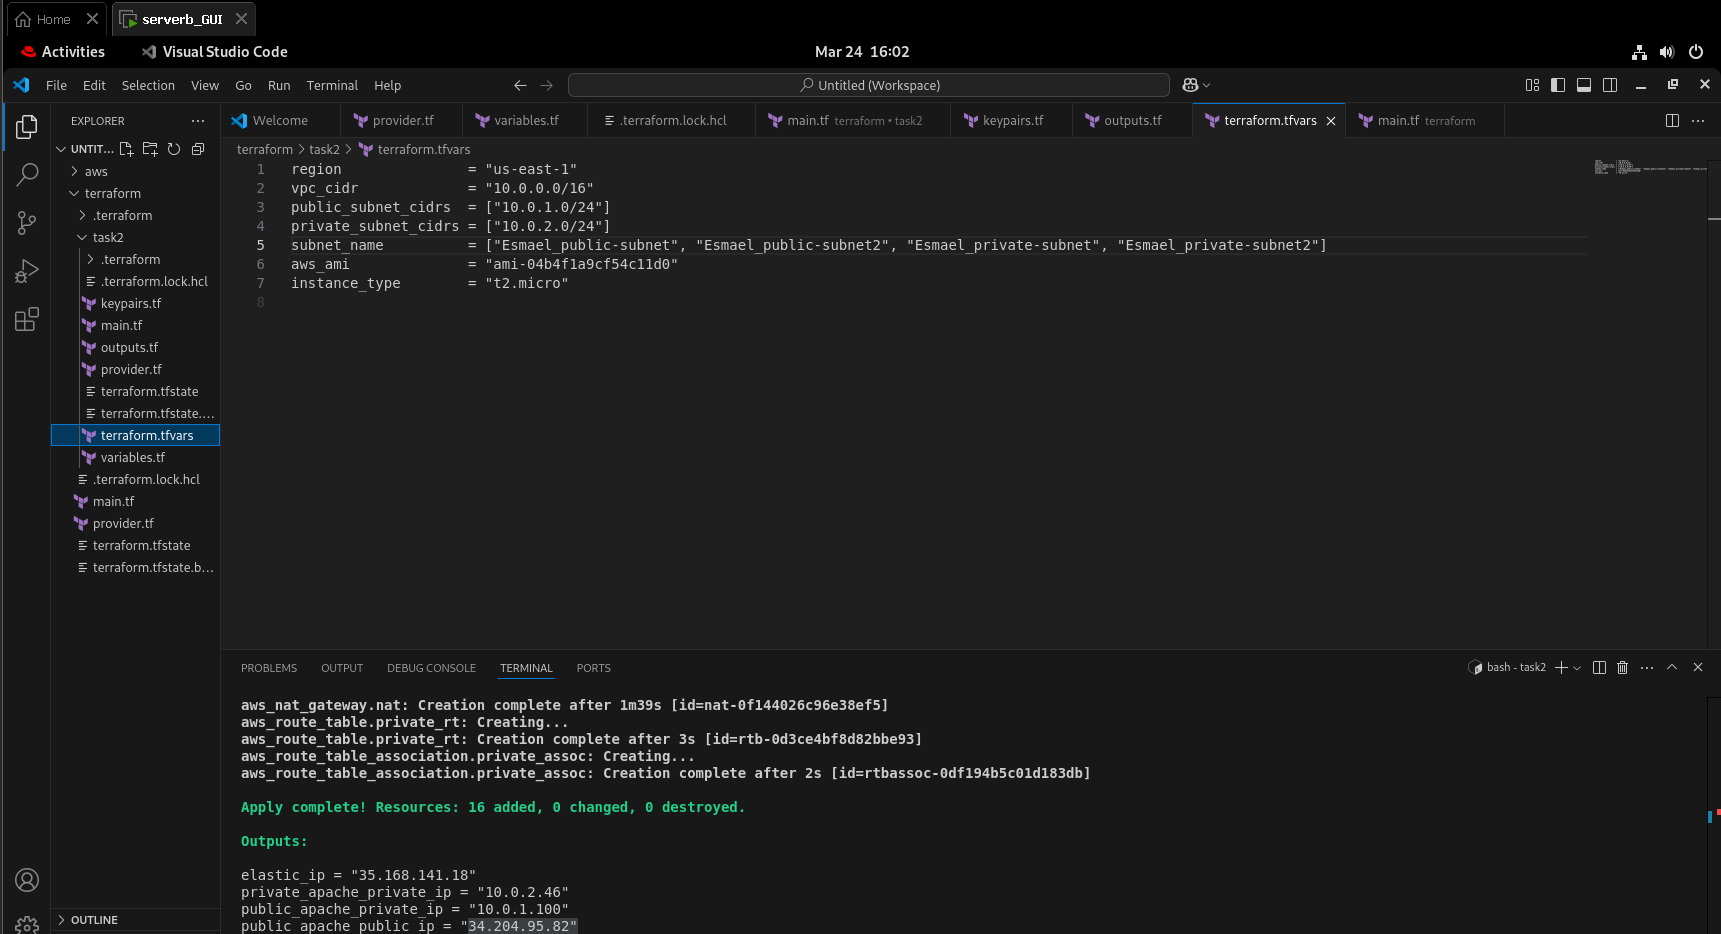 Home
serverb_GUI
Activities
Visual Studio Code
Mar 24 16:02
File Edit Selection View Go Run Terminal Help
Untitled (Workspace)
EXPLORER
Welcome
provider.tf
variables.tf
.terraform.lock.hcl
main.tf terraform • task2
keypairs.tf
outputs.tf
terraform.tfvars
main.tf terraform
UNTIT...
aws
terraform
.terraform
task2
.terraform
.terraform.lock.hcl
keypairs.tf
main.tf
outputs.tf
provider.tf
terraform.tfstate
terraform.tfstate....
terraform.tfvars
variables.tf
.terraform.lock.hcl
main.tf
provider.tf
terraform.tfstate
terraform.tfstate.b...
OUTLINE
terraform > task2 > terraform.tfvars
1 region = "us-east-1"
2 vpc_cidr = "10.0.0.0/16"
3 public_subnet_cidrs = ["10.0.1.0/24"]
4 private_subnet_cidrs = ["10.0.2.0/24"]
5 subnet_name = ["Esmael_public-subnet", "Esmael_public-subnet2", "Esmael_private-subnet", "Esmael_private-subnet2"]
6 aws_ami = "ami-04b4f1a9cf54c11d0"
7 instance_type = "t2.micro"
8
PROBLEMS OUTPUT DEBUG CONSOLE TERMINAL PORTS
bash - task2
aws_nat_gateway.nat: Creation complete after 1m39s [id=nat-0f144026c96e38ef5]
aws_route_table.private_rt: Creating...
aws_route_table.private_rt: Creation complete after 3s [id=rtb-0d3ce4bf8d82bbe93]
aws_route_table_association.private_assoc: Creating...
aws_route_table_association.private_assoc: Creation complete after 2s [id=rtbassoc-0df194b5c01d183db]
Apply complete! Resources: 16 added, 0 changed, 0 destroyed.
Outputs:
elastic_ip = "35.168.141.18"
private_apache_private_ip = "10.0.2.46"
public_apache_private_ip = "10.0.1.100"
public_apache_public_ip = "34.204.95.82"